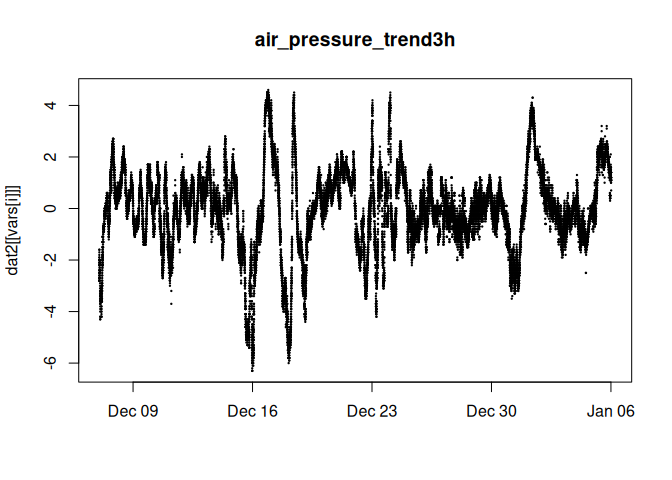 air_pressure_trend3h
dat2[[vars[i]]]
4
2
0
-2
-4
-6
Dec 09
Dec 16
Dec 23
Dec 30
Jan 06